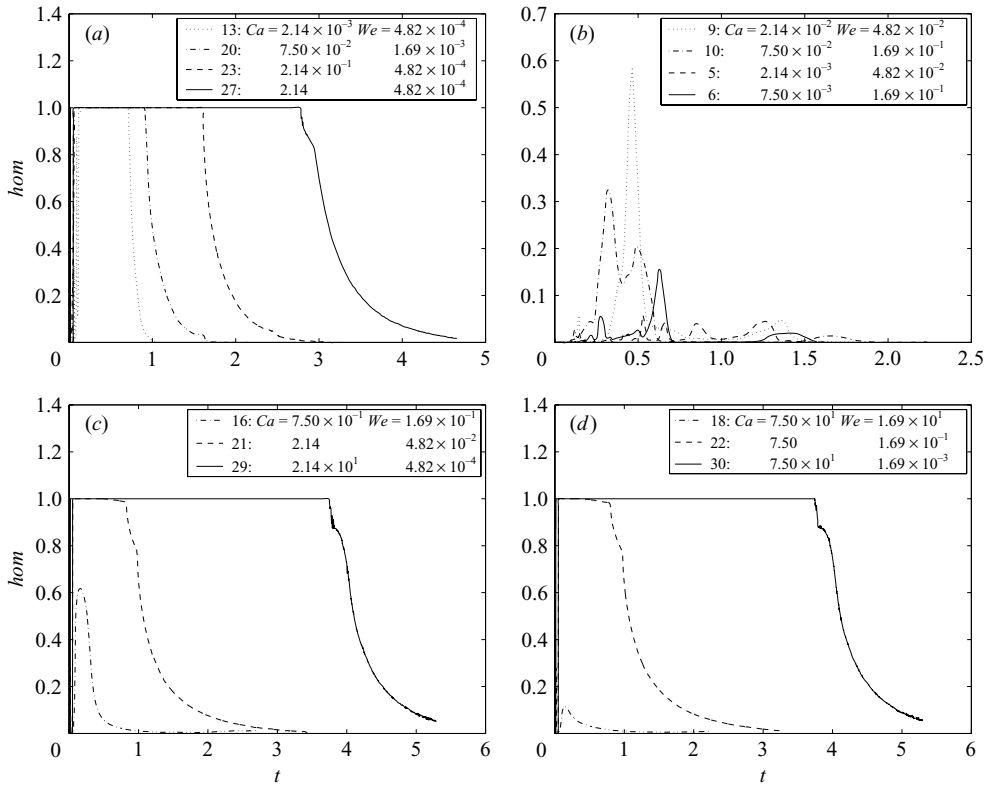 1.4
1.2
1.0
0.8
0.6
0.4
0.2
0
hom
(a)
13: Ca = 2.14 × 10⁻³ We = 4.82 × 10⁻⁴
20: 7.50 × 10⁻² 1.69 × 10⁻³
23: 2.14 × 10⁻¹ 4.82 × 10⁻⁴
27: 2.14 4.82 × 10⁻⁴
1 2 3 4 5
0.7
0.6
0.5
0.4
0.3
0.2
0.1
0
(b)
9: Ca = 2.14 × 10⁻² We = 4.82 × 10⁻²
10: 7.50 × 10⁻² 1.69 × 10⁻¹
5: 2.14 × 10⁻³ 4.82 × 10⁻²
6: 7.50 × 10⁻³ 1.69 × 10⁻¹
0.5 1.0 1.5 2.0 2.5
1.4
1.2
1.0
0.8
0.6
0.4
0.2
0
hom
(c)
16: Ca = 7.50 × 10⁻¹ We = 1.69 × 10⁻¹
21: 2.14 4.82 × 10⁻²
29: 2.14 × 10¹ 4.82 × 10⁻⁴
1 2 3 4 5 6
t
1.4
1.2
1.0
0.8
0.6
0.4
0.2
0
(d)
18: Ca = 7.50 × 10¹ We = 1.69 × 10¹
22: 7.50 1.69 × 10⁻¹
30: 7.50 × 10¹ 1.69 × 10⁻³
1 2 3 4 5 6
t